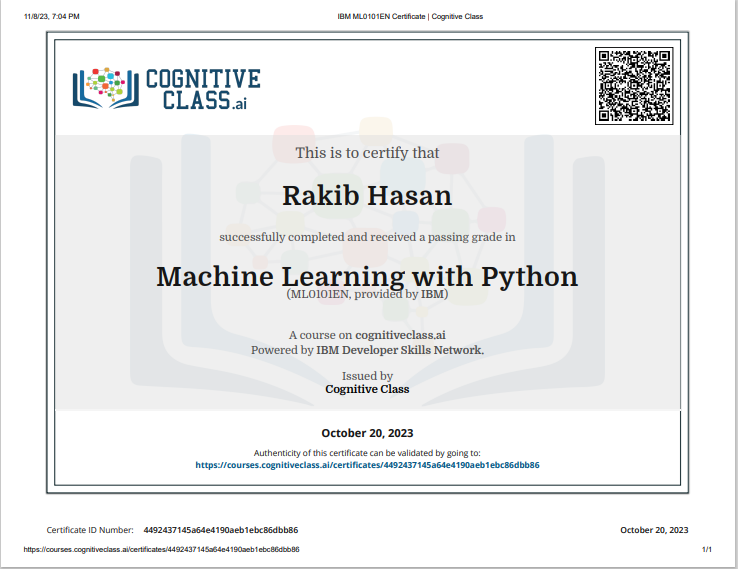 11/8/23, 7:04 PM
IBM ML0101EN Certificate | Cognitive Class
COGNITIVE
CLASS.ai
This is to certify that
Rakib Hasan
successfully completed and received a passing grade in
Machine Learning with Python
(ML0101EN, provided by IBM)
A course on cognitiveclass.ai
Powered by IBM Developer Skills Network.
Issued by
Cognitive Class
October 20, 2023
Authenticity of this certificate can be validated by going to:
https://courses.cognitiveclass.ai/certificates/4492437145a64e4190aeb1ebc86dbb86
Certificate ID Number: 4492437145a64e4190aeb1ebc86dbb86
October 20, 2023
https://courses.cognitiveclass.ai/certificates/4492437145a64e4190aeb1ebc86dbb86
1/1